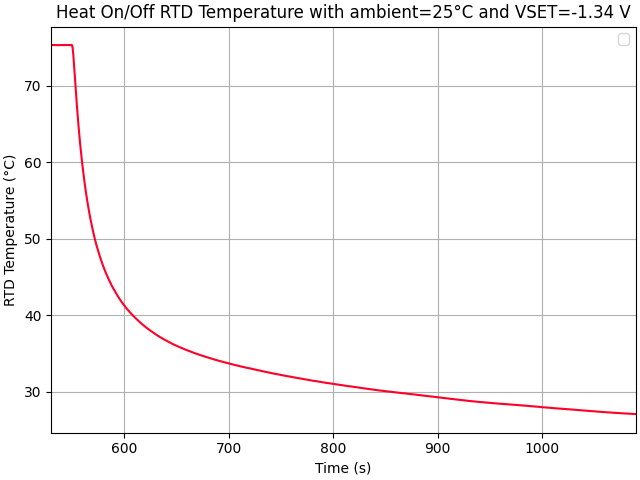 Heat On/Off RTD Temperature with ambient=25°C and VSET=-1.34 V
RTD Temperature (°C)
70
60
50
40
30
600 700 800 900 1000
Time (s)